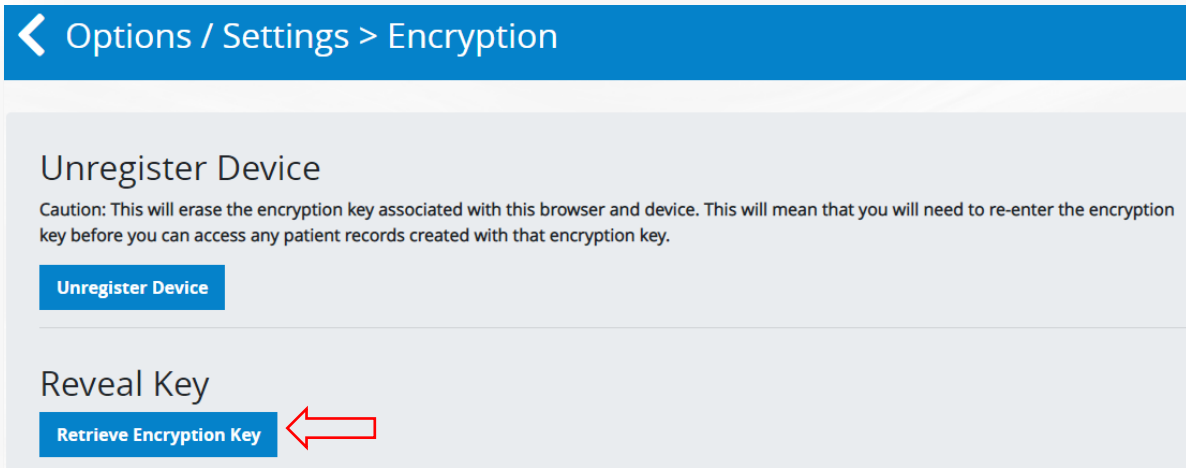 Options / Settings > Encryption
Unregister Device
Caution: This will erase the encryption key associated with this browser and device. This will mean that you will need to re-enter the encryption
key before you can access any patient records created with that encryption key.
Unregister Device
Reveal Key
Retrieve Encryption Key